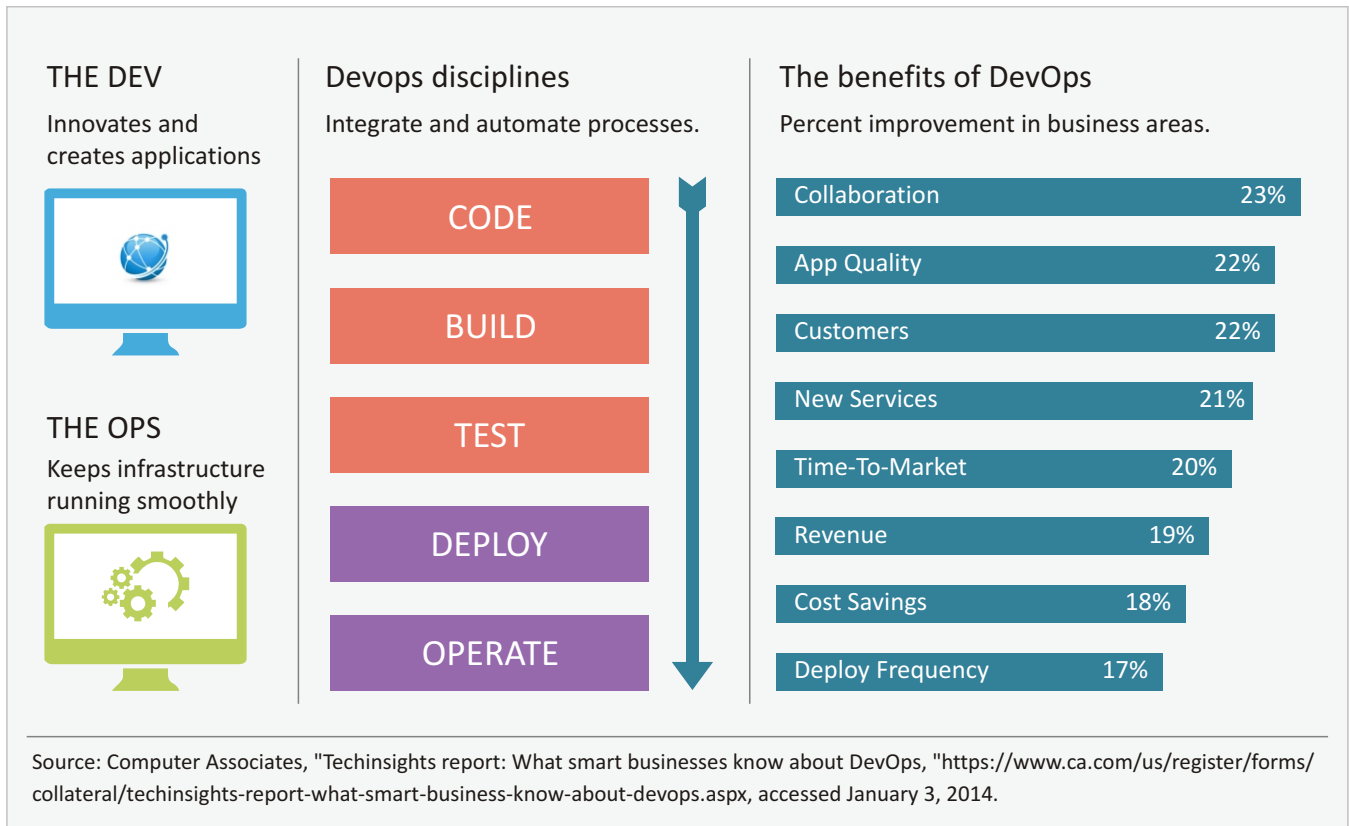 THE DEV
Innovates and
creates applications
THE OPS
Keeps infrastructure
running smoothly
Devops disciplines
Integrate and automate processes.
CODE
BUILD
TEST
DEPLOY
OPERATE
The benefits of DevOps
Percent improvement in business areas.
Collaboration 23%
App Quality 22%
Customers 22%
New Services 21%
Time-To-Market 20%
Revenue 19%
Cost Savings 18%
Deploy Frequency 17%
Source: Computer Associates, "Techinsights report: What smart businesses know about DevOps, "https://www.ca.com/us/register/forms/
collateral/techinsights-report-what-smart-business-know-about-devops.aspx, accessed January 3, 2014.